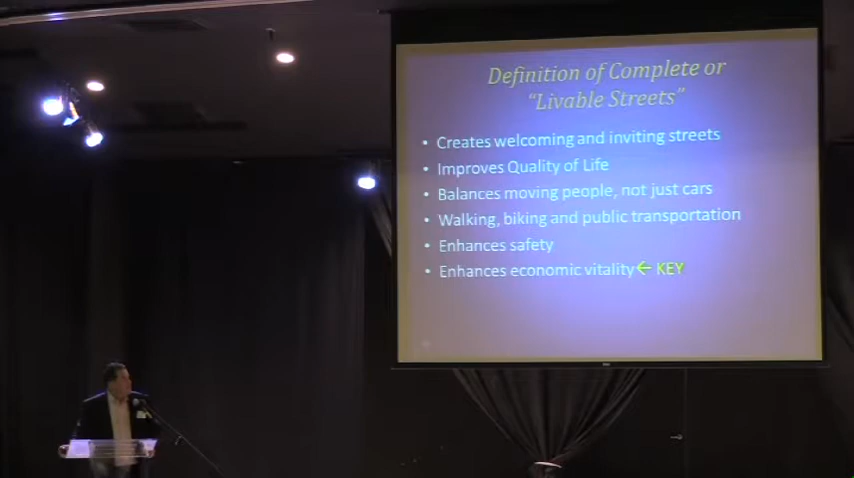 Definition of Complete or
"Livable Streets"
• Creates welcoming and inviting streets
• Improves Quality of Life
• Balances moving people, not just cars
• Walking, biking and public transportation
• Enhances safety
• Enhances economic vitality← KEY